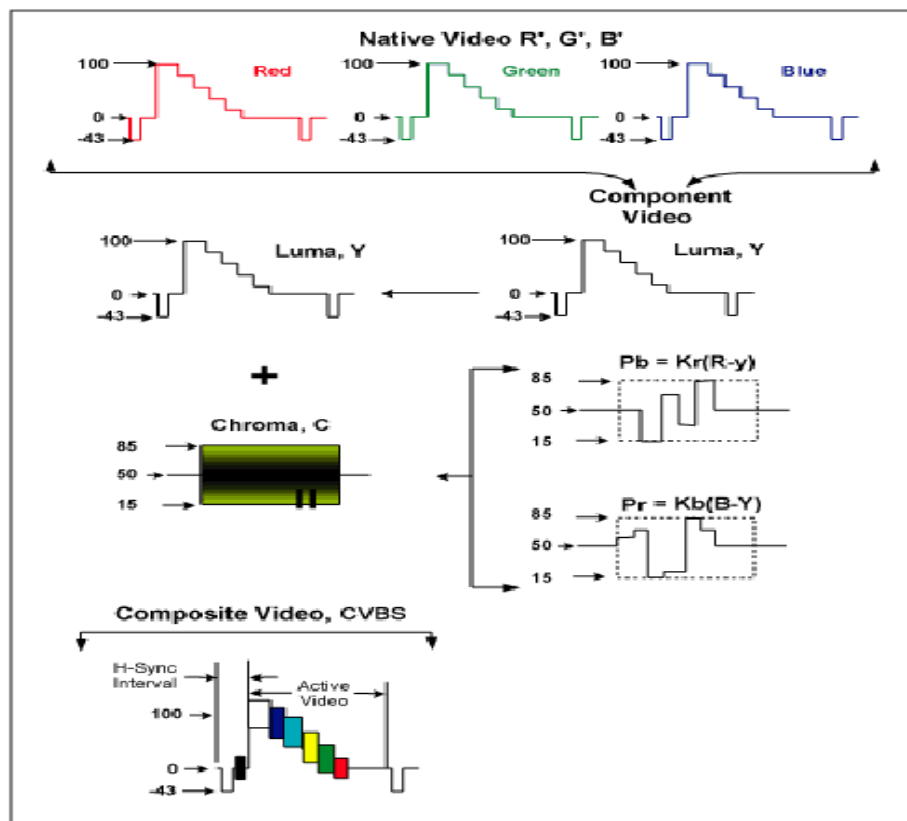 Native Video R', G', B'
100 Red
0
-43
100 Green
0
-43
100 Blue
0
-43
Component
Video
100 Luma, Y
0
-43
100 Luma, Y
0
-43
+
Chroma, C
85
50
15
Pb = Kr(R-y)
85
50
15
Pr = Kb(B-Y)
85
50
15
Composite Video, CVBS
H-Sync
Interval
Active
Video
100
0
-43